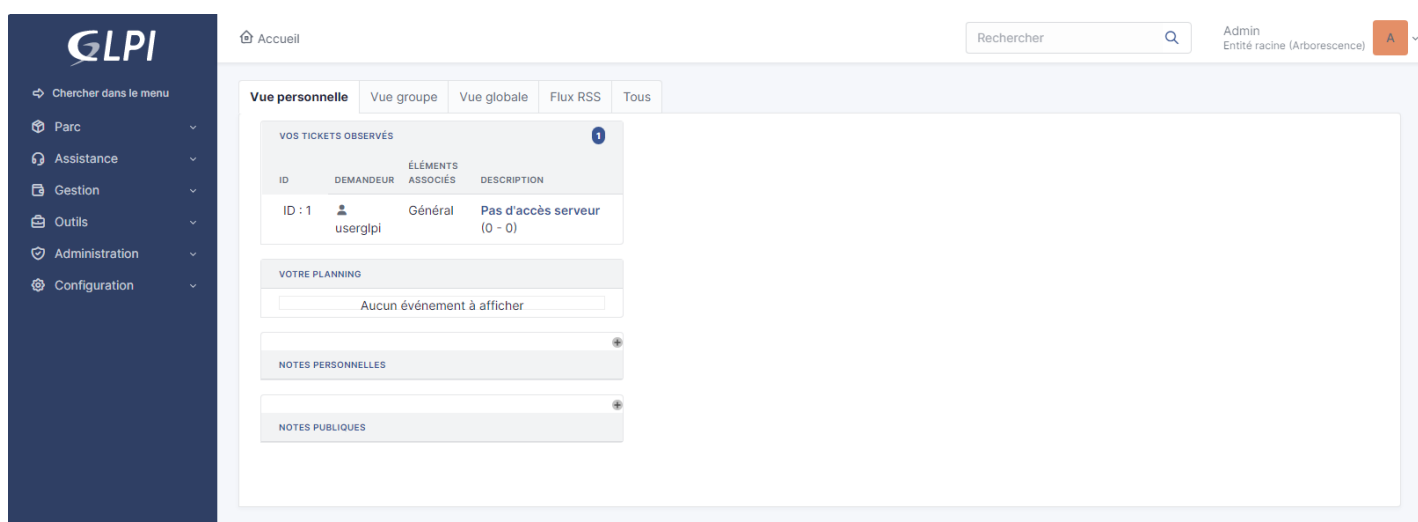 GLPI
Chercher dans le menu
Parc
Assistance
Gestion
Outils
Administration
Configuration
Accueil
Rechercher
Admin
Entité racine (Arborescence)
A
Vue personnelle Vue groupe Vue globale Flux RSS Tous
VOS TICKETS OBSERVÉS 1
ID DEMANDEUR ÉLÉMENTS ASSOCIÉS DESCRIPTION
ID : 1 userglpi Général Pas d'accès serveur
(0 - 0)
VOTRE PLANNING
Aucun événement à afficher
NOTES PERSONNELLES
NOTES PUBLIQUES